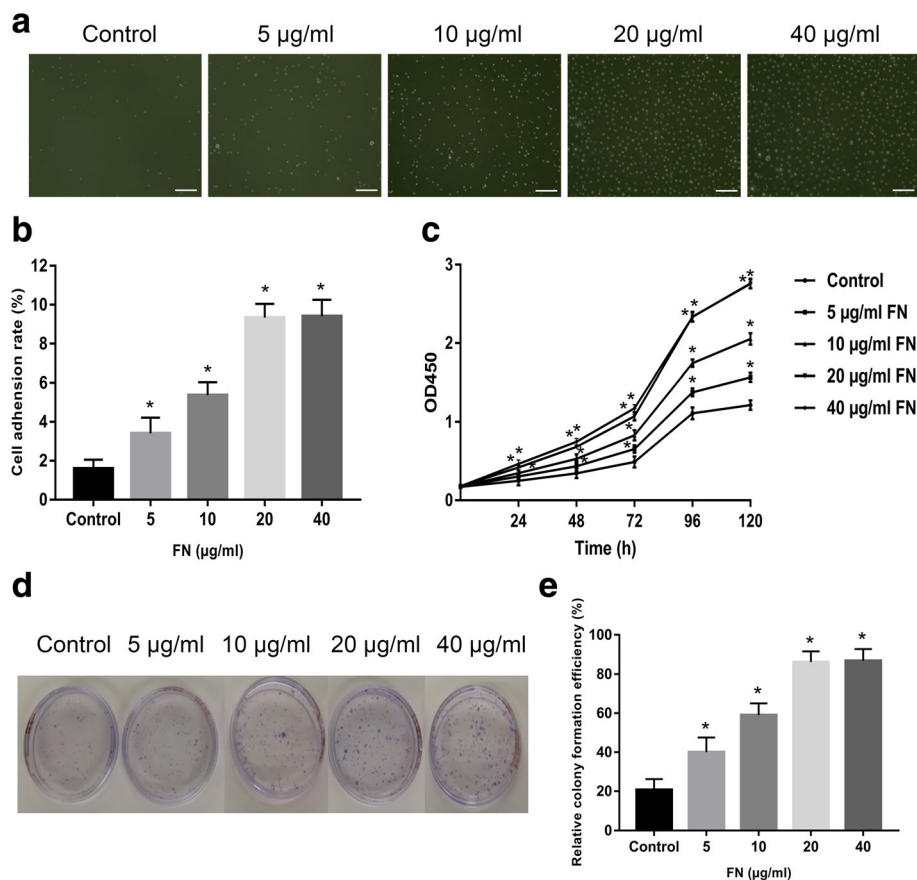 a
Control 5 µg/ml 10 µg/ml 20 µg/ml 40 µg/ml
b
Cell adhension rate (%)
12
10
8
6
4
2
0
* * * *
Control 5 10 20 40
FN (µg/ml)
c
OD450
3
2
1
0
24 48 72 96 120
Time (h)
Control
5 µg/ml FN
10 µg/ml FN
20 µg/ml FN
40 µg/ml FN
d
Control 5 µg/ml 10 µg/ml 20 µg/ml 40 µg/ml
e
Relative colony formation efficiency (%)
100
80
60
40
20
0
* * * *
Control 5 10 20 40
FN (µg/ml)